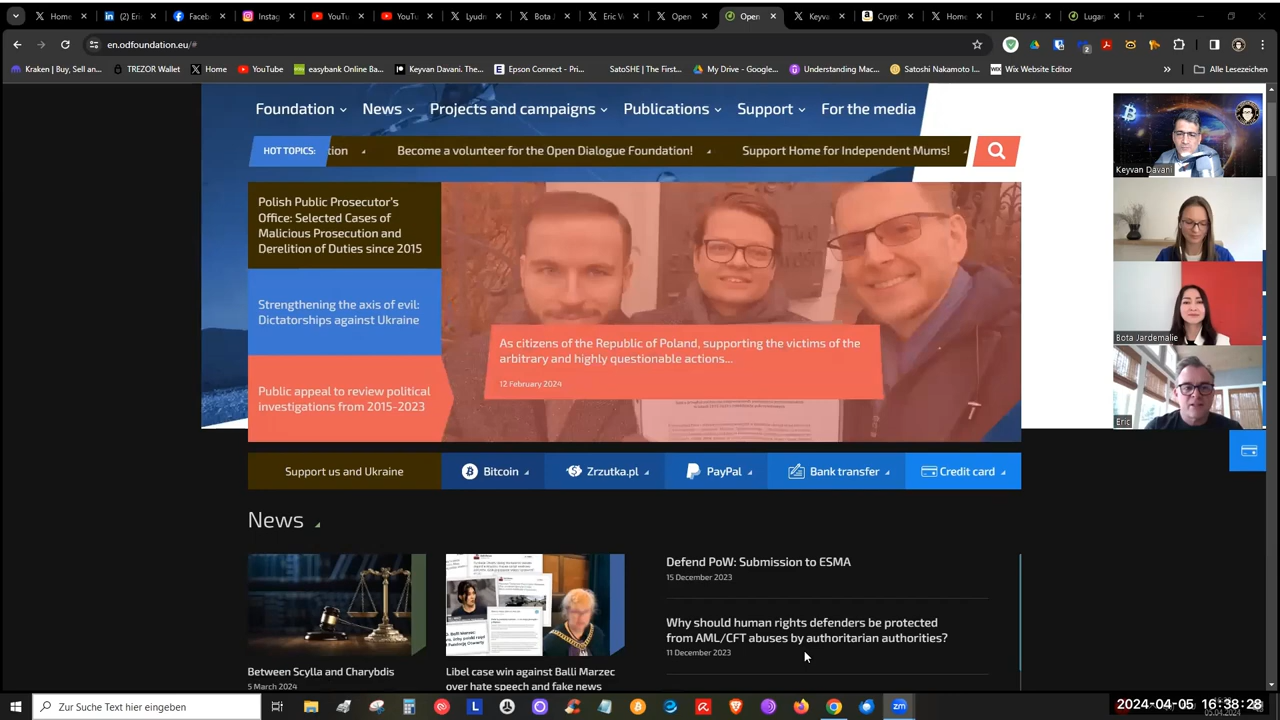 Home
(2) Eric
Faceb
Instag
YouTu
YouTu
Lyudm
Bota J
Eric V
Open
Open
Keyva
Crypt
Home
EU's A
Lugan
en.odfoundation.eu/#
Kraken | Buy, Sell an...
TREZOR Wallet
Home
YouTube
easybank Online Ba...
Keyvan Davani. The...
Epson Connect - Pri...
SatoSHE | The First...
My Drive - Google...
Understanding Mac...
Satoshi Nakamoto I...
Wix Website Editor
»
Alle Lesezeichen
Foundation
News
Projects and campaigns
Publications
Support
For the media
HOT TOPICS:
tion
Become a volunteer for the Open Dialogue Foundation!
Support Home for Independent Mums!
Polish Public Prosecutor's
Office: Selected Cases of
Malicious Prosecution and
Derelition of Duties since 2015
Strengthening the axis of evil:
Dictatorships against Ukraine
Public appeal to review political
investigations from 2015-2023
As citizens of the Republic of Poland, supporting the victims of the
arbitrary and highly questionable actions...
12 February 2024
Keyvan Davani
Bota Jardemalie
Eric
Support us and Ukraine
Bitcoin
Zrzutka.pl
PayPal
Bank transfer
Credit card
News
Between Scylla and Charybdis
5 March 2024
Libel case win against Balli Marzec
over hate speech and fake news
Defend PoW: Submission to ESMA
15 December 2023
Why should human rights defenders be protected
from AML/CFT abuses by authoritarian authorities?
11 December 2023
Zur Suche Text hier eingeben
zm
2024-04-05 16:38:28